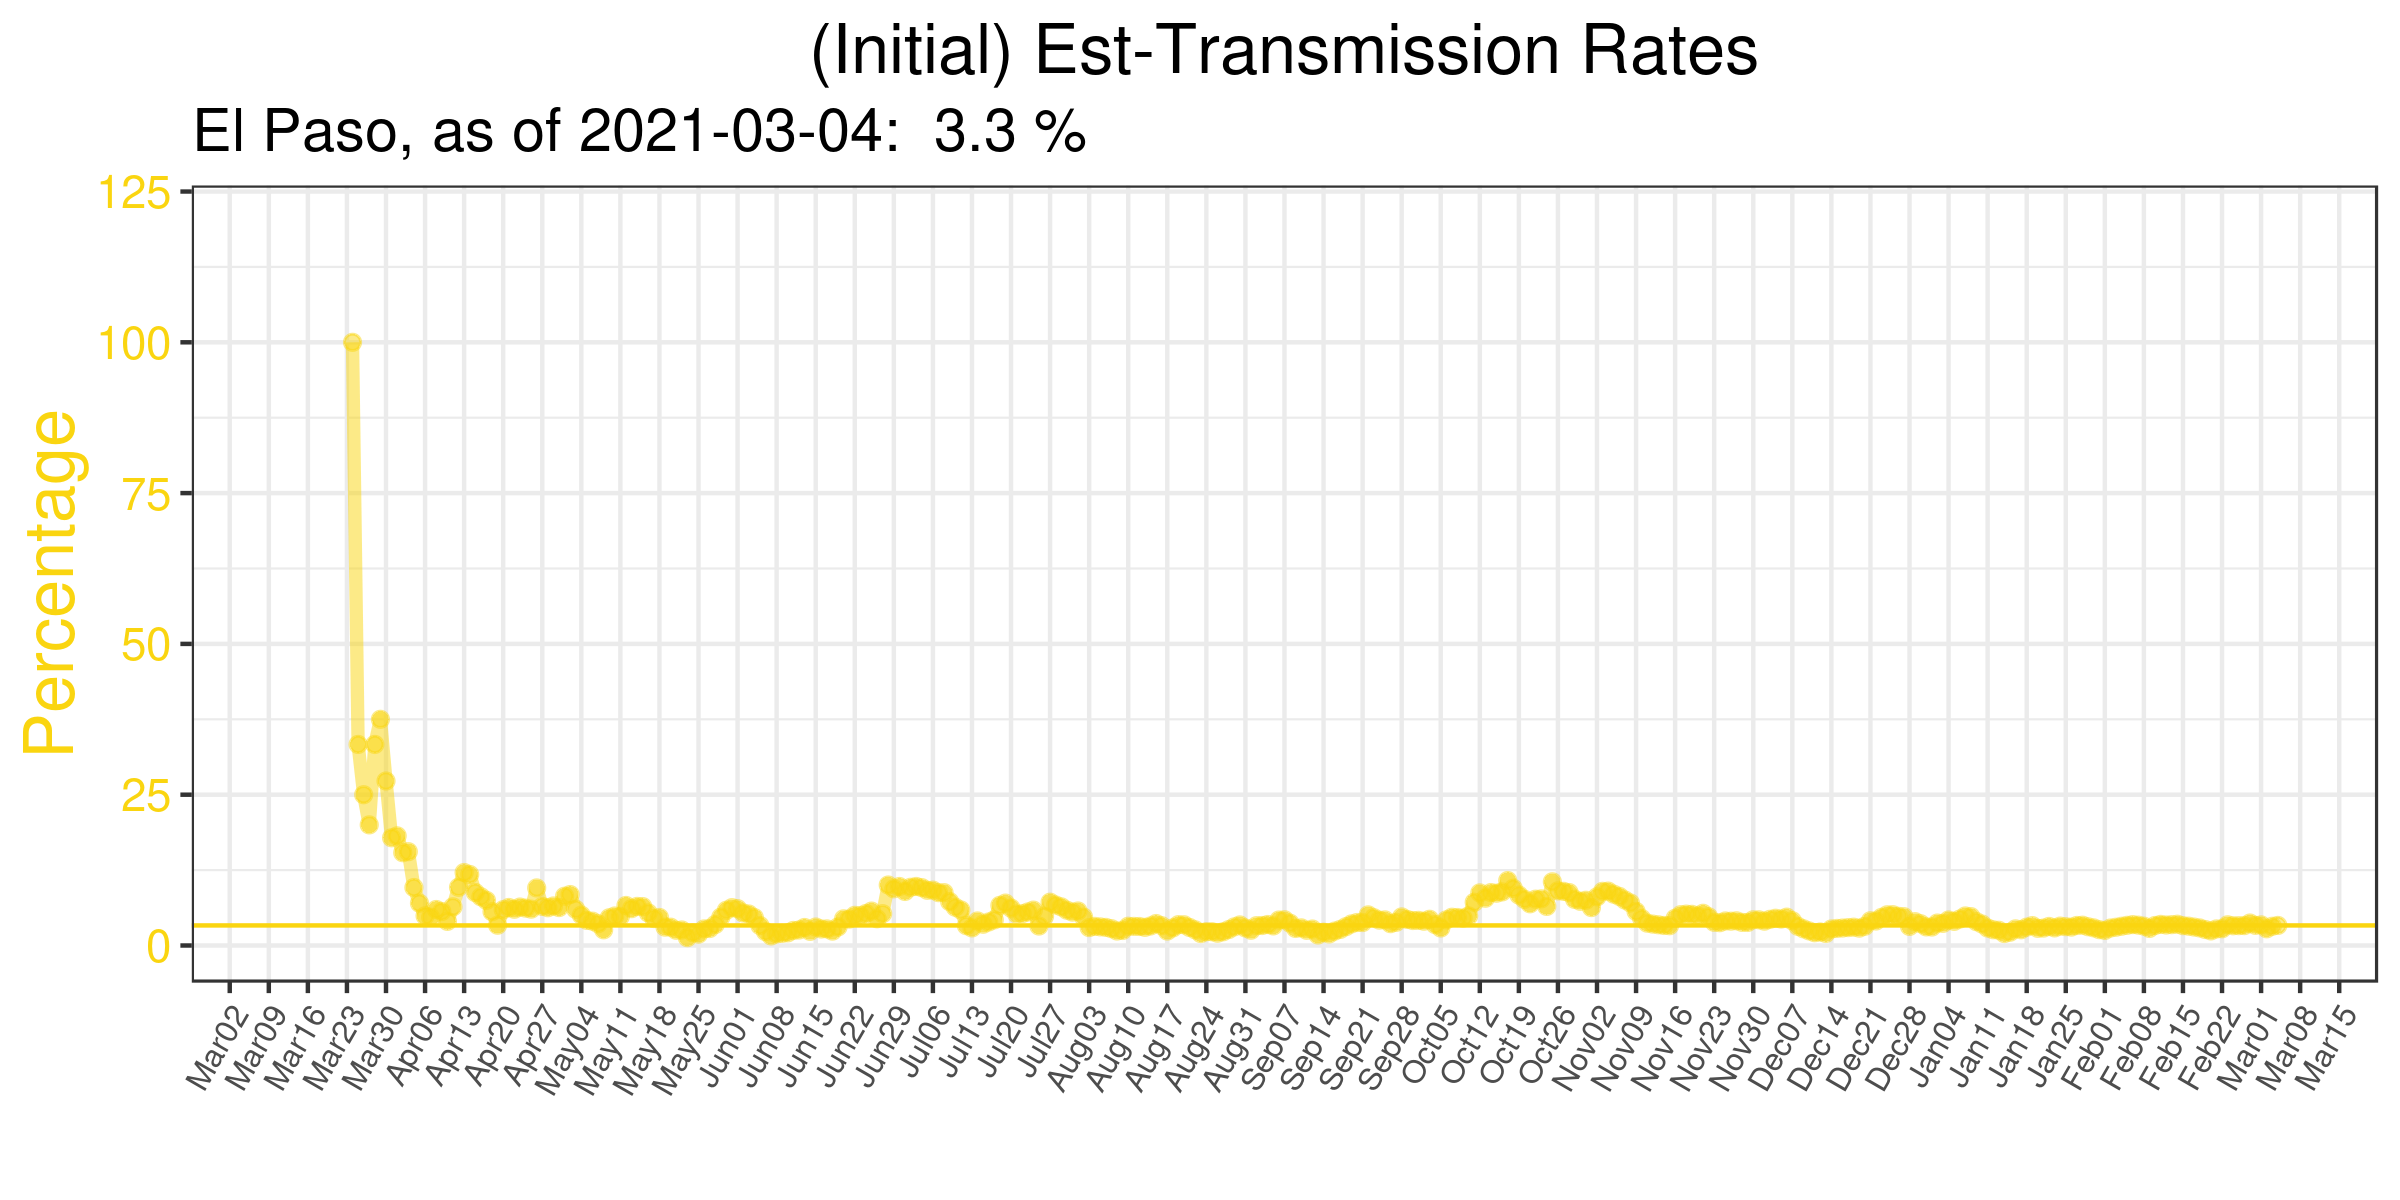 (Initial) Est-Transmission Rates
El Paso, as of 2021-03-04:  3.3 %
Percentage
125
100
75
50
25
0
Mar02
Mar09
Mar16
Mar23
Mar30
Apr06
Apr13
Apr20
Apr27
May04
May11
May18
May25
Jun01
Jun08
Jun15
Jun22
Jun29
Jul06
Jul13
Jul20
Jul27
Aug03
Aug10
Aug17
Aug24
Aug31
Sep07
Sep14
Sep21
Sep28
Oct05
Oct12
Oct19
Oct26
Nov02
Nov09
Nov16
Nov23
Nov30
Dec07
Dec14
Dec21
Dec28
Jan04
Jan11
Jan18
Jan25
Feb01
Feb08
Feb15
Feb22
Mar01
Mar08
Mar15